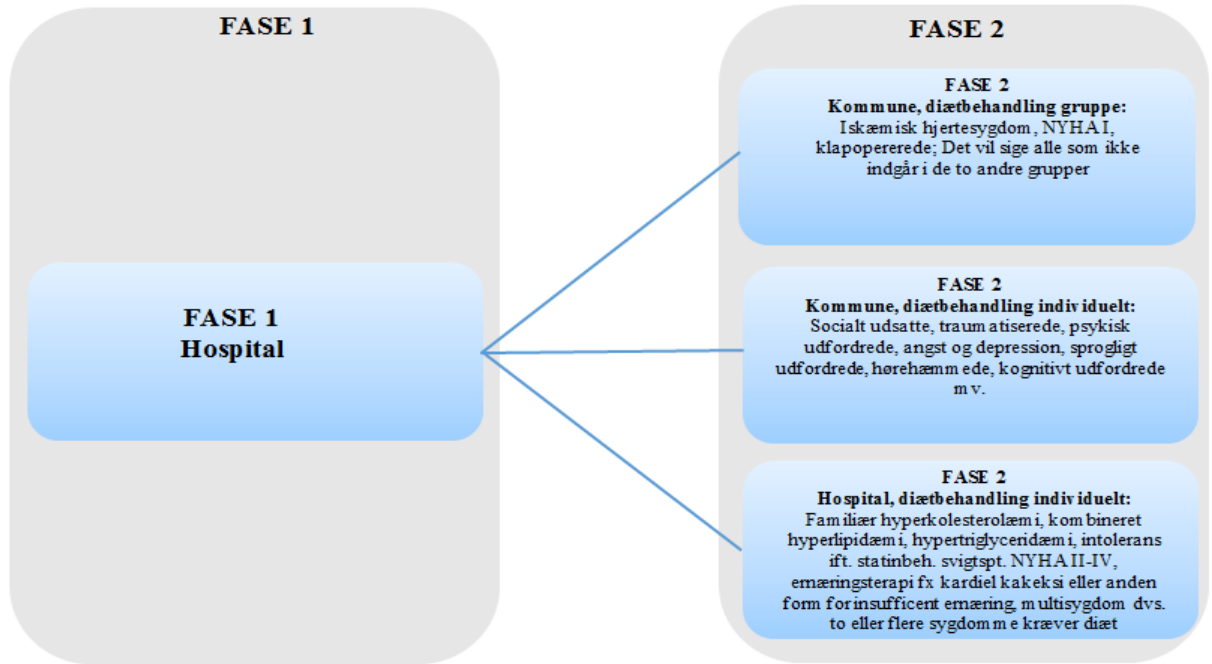 FASE 1
FASE 1
Hospital
FASE 2
FASE 2
Kommune, diætbehandling gruppe:
Iskæmisk hjertesygdom, NYHA I,
klapopererede; Det vil sige alle som ikke
indgår i de to andre grupper
FASE 2
Kommune, diætbehandling individuelt:
Socialt udsatte, traumatiserede, psykisk
udfordrede, angst og depression, sprogligt
udfordrede, hørehæmmede, kognitivt udfordrede
mv.
FASE 2
Hospital, diætbehandling individuelt:
Familiær hyperkolesterolæmi, kombineret
hyperlipidæmi, hypertriglyceridæmi, intolerans
ift. statinbeh. svigtspt. NYHA II-IV,
ernæringsterapi fx kardiel kakeksi eller anden
form for insufficent ernæring, multisygdom dvs.
to eller flere sygdomme kræver diæt